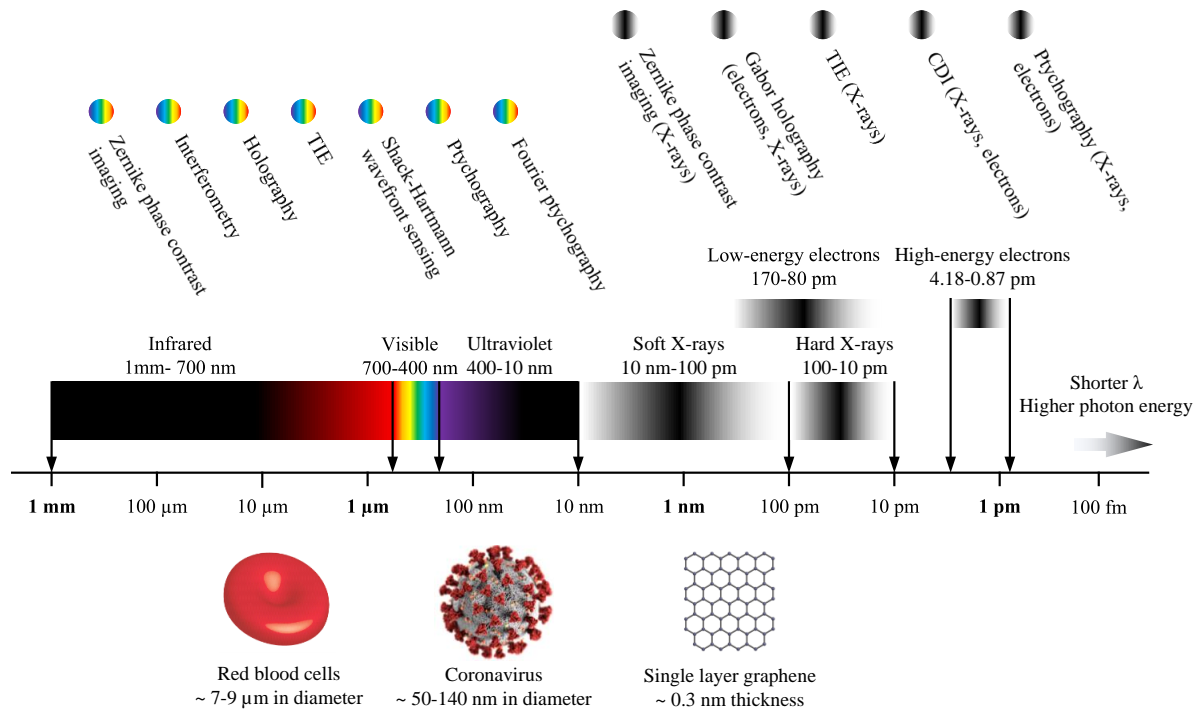 Zernike phase contrast
imaging
Interferometry
Holography
TIE
Shack-Hartmann
wavefront sensing
Ptychography
Fourier ptychography
Zernike phase contrast
imaging (X-rays)
Gabor holography
(electrons, X-rays)
TIE (X-rays)
CDI (X-rays, electrons)
Ptychography (X-rays,
electrons)
Low-energy electrons
170-80 pm
High-energy electrons
4.18-0.87 pm
Infrared
1mm- 700 nm
Visible
700-400 nm
Ultraviolet
400-10 nm
Soft X-rays
10 nm-100 pm
Hard X-rays
100-10 pm
Shorter λ
Higher photon energy
1 mm
100 µm
10 µm
1 µm
100 nm
10 nm
1 nm
100 pm
10 pm
1 pm
100 fm
Red blood cells
~ 7-9 µm in diameter
Coronavirus
~ 50-140 nm in diameter
Single layer graphene
~ 0.3 nm thickness